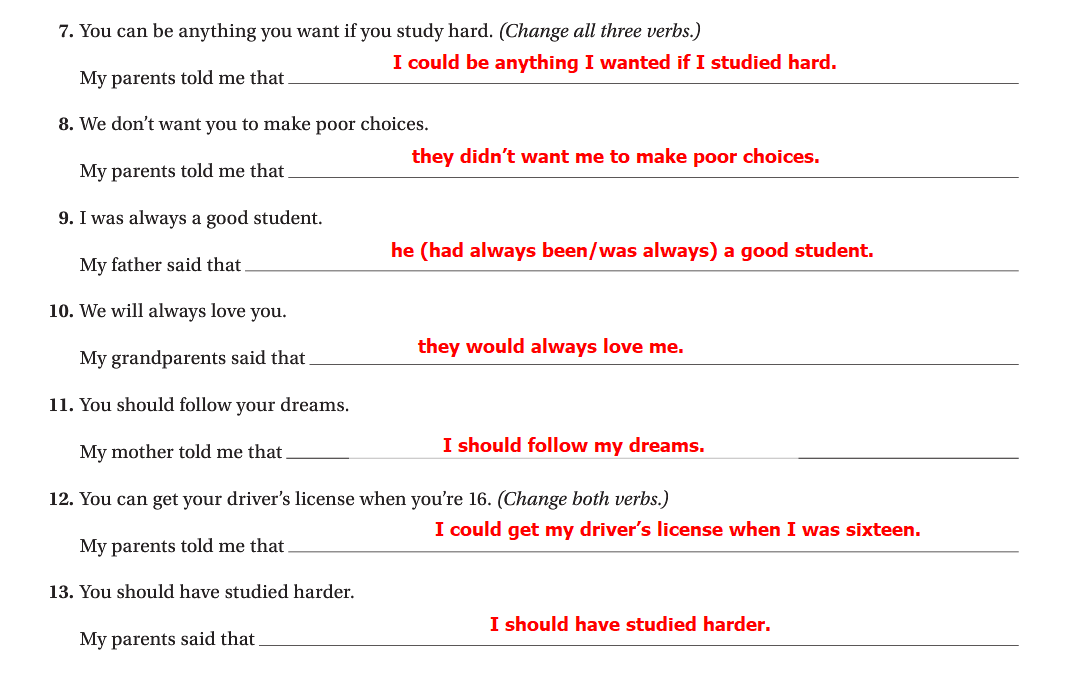 7. You can be anything you want if you study hard. (Change all three verbs.)
I could be anything I wanted if I studied hard.
My parents told me that
8. We don’t want you to make poor choices.
they didn’t want me to make poor choices.
My parents told me that
9. I was always a good student.
he (had always been/was always) a good student.
My father said that
10. We will always love you.
they would always love me.
My grandparents said that
11. You should follow your dreams.
I should follow my dreams.
My mother told me that
12. You can get your driver’s license when you’re 16. (Change both verbs.)
I could get my driver’s license when I was sixteen.
My parents told me that
13. You should have studied harder.
I should have studied harder.
My parents said that